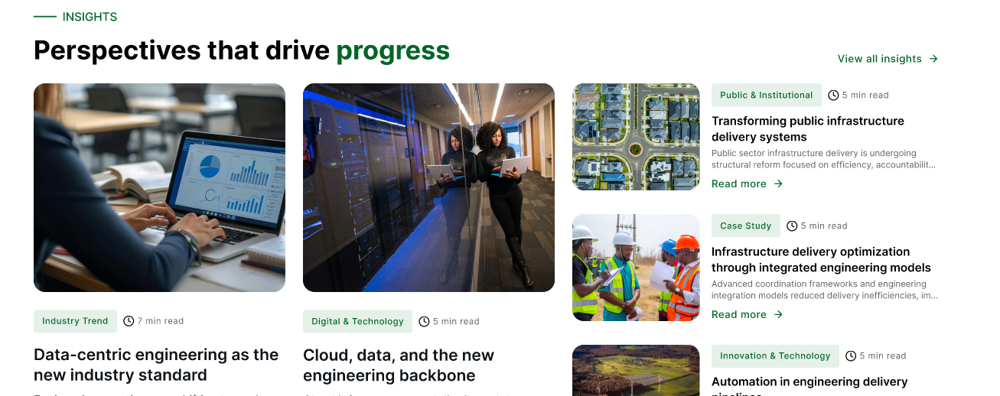 INSIGHTS
Perspectives that drive progress
View all insights
Industry Trend
7 min read
Data-centric engineering as the
new industry standard
Digital & Technology
5 min read
Cloud, data, and the new
engineering backbone
Public & Institutional
5 min read
Transforming public infrastructure
delivery systems
Public sector infrastructure delivery is undergoing
structural reform focused on efficiency, accountabilit...
Read more
Case Study
5 min read
Infrastructure delivery optimization
through integrated engineering models
Advanced coordination frameworks and engineering
integration models reduced delivery inefficiencies, im...
Read more
Innovation & Technology
5 min read
Automation in engineering delivery
pipelines